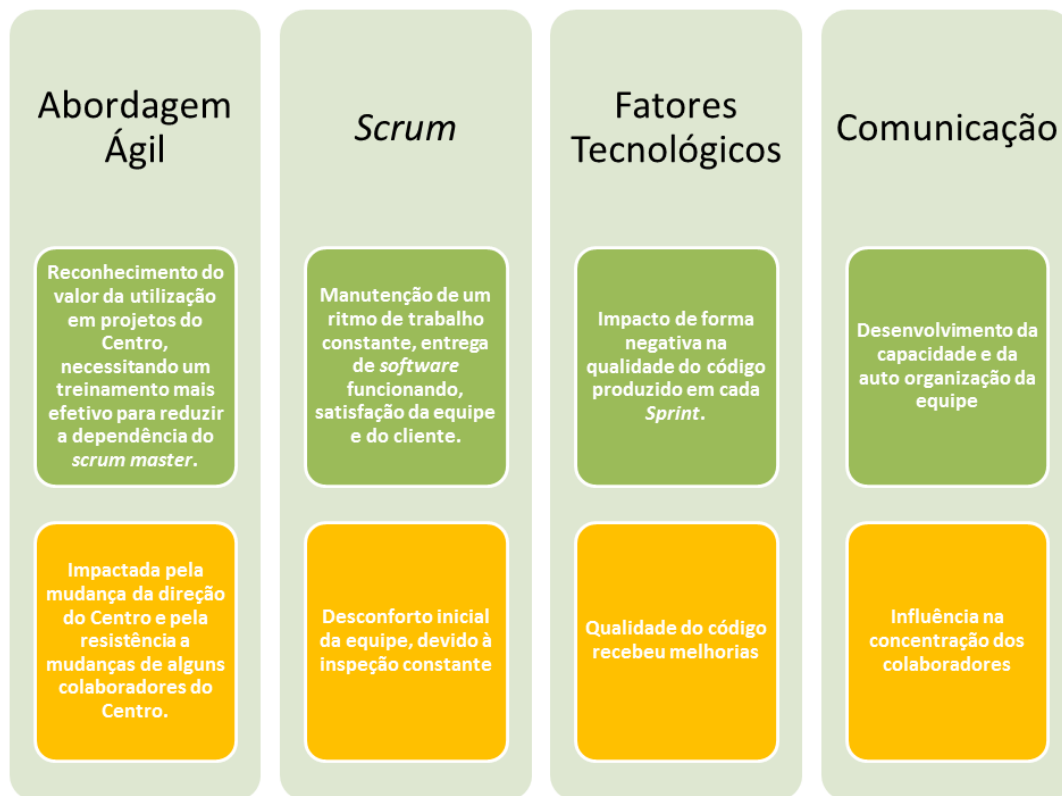 Abordagem
Ágil
Reconhecimento do
valor da utilização
em projetos do
Centro,
necessitando um
treinamento mais
efetivo para reduzir
a dependência do
scrum master.
Impactada pela
mudança da direção
do Centro e pela
resistência a
mudanças de alguns
colaboradores do
Centro.
Scrum
Manutenção de um
ritmo de trabalho
constante, entrega
de software
funcionando,
satisfação da equipe
e do cliente.
Desconforto inicial
da equipe, devido à
inspeção constante
Fatores
Tecnológicos
Impacto de forma
negativa na
qualidade do código
produzido em cada
Sprint.
Qualidade do código
recebeu melhorias
Comunicação
Desenvolvimento da
capacidade e da
auto organização da
equipe
Influência na
concentração dos
colaboradores